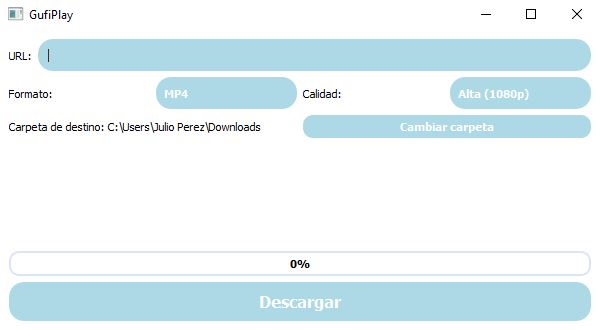 GufiPlay
URL:
Formato: MP4 Calidad: Alta (1080p)
Carpeta de destino: C:\Users\Julio Perez\Downloads Cambiar carpeta
0%
Descargar